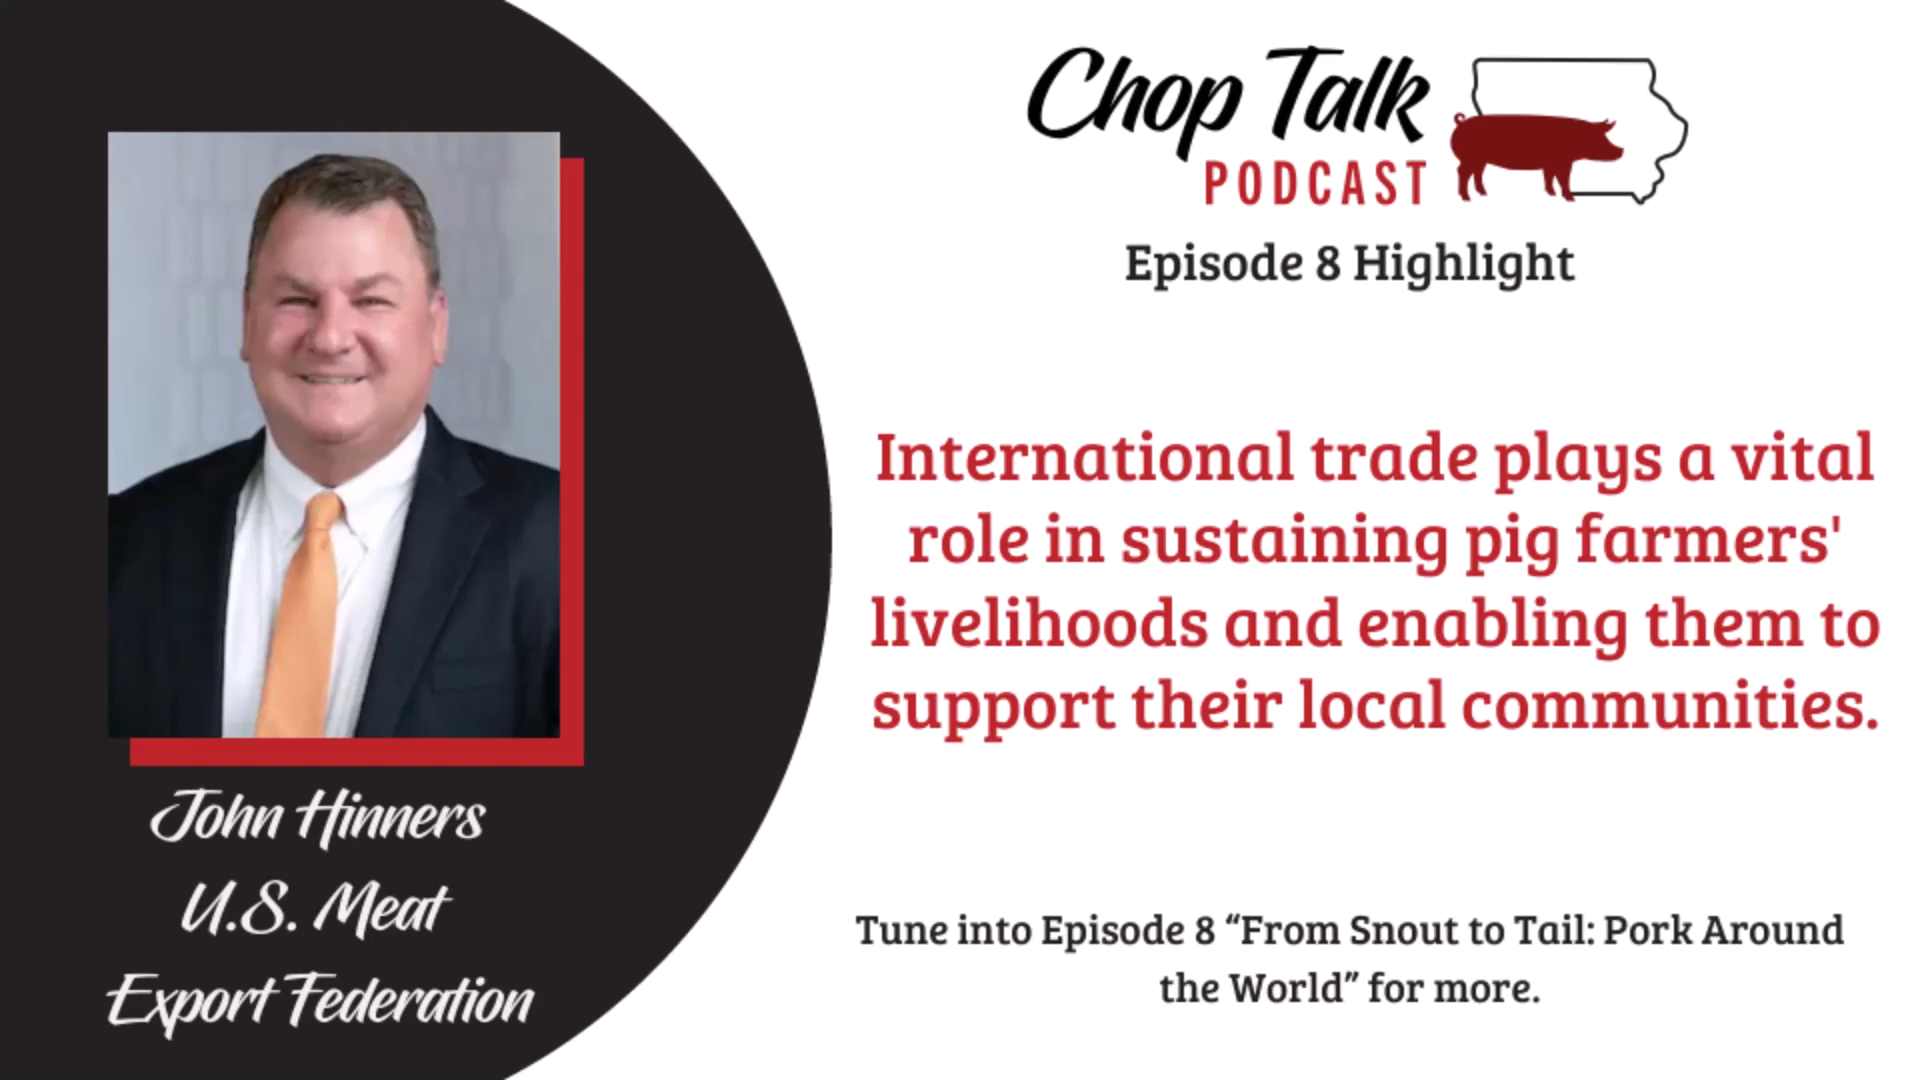 Chop Talk
PODCAST
Episode 8 Highlight
International trade plays a vital
role in sustaining pig farmers'
livelihoods and enabling them to
support their local communities.
Tune into Episode 8 “From Snout to Tail: Pork Around
the World” for more.
John Hinners
U.S. Meat
Export Federation